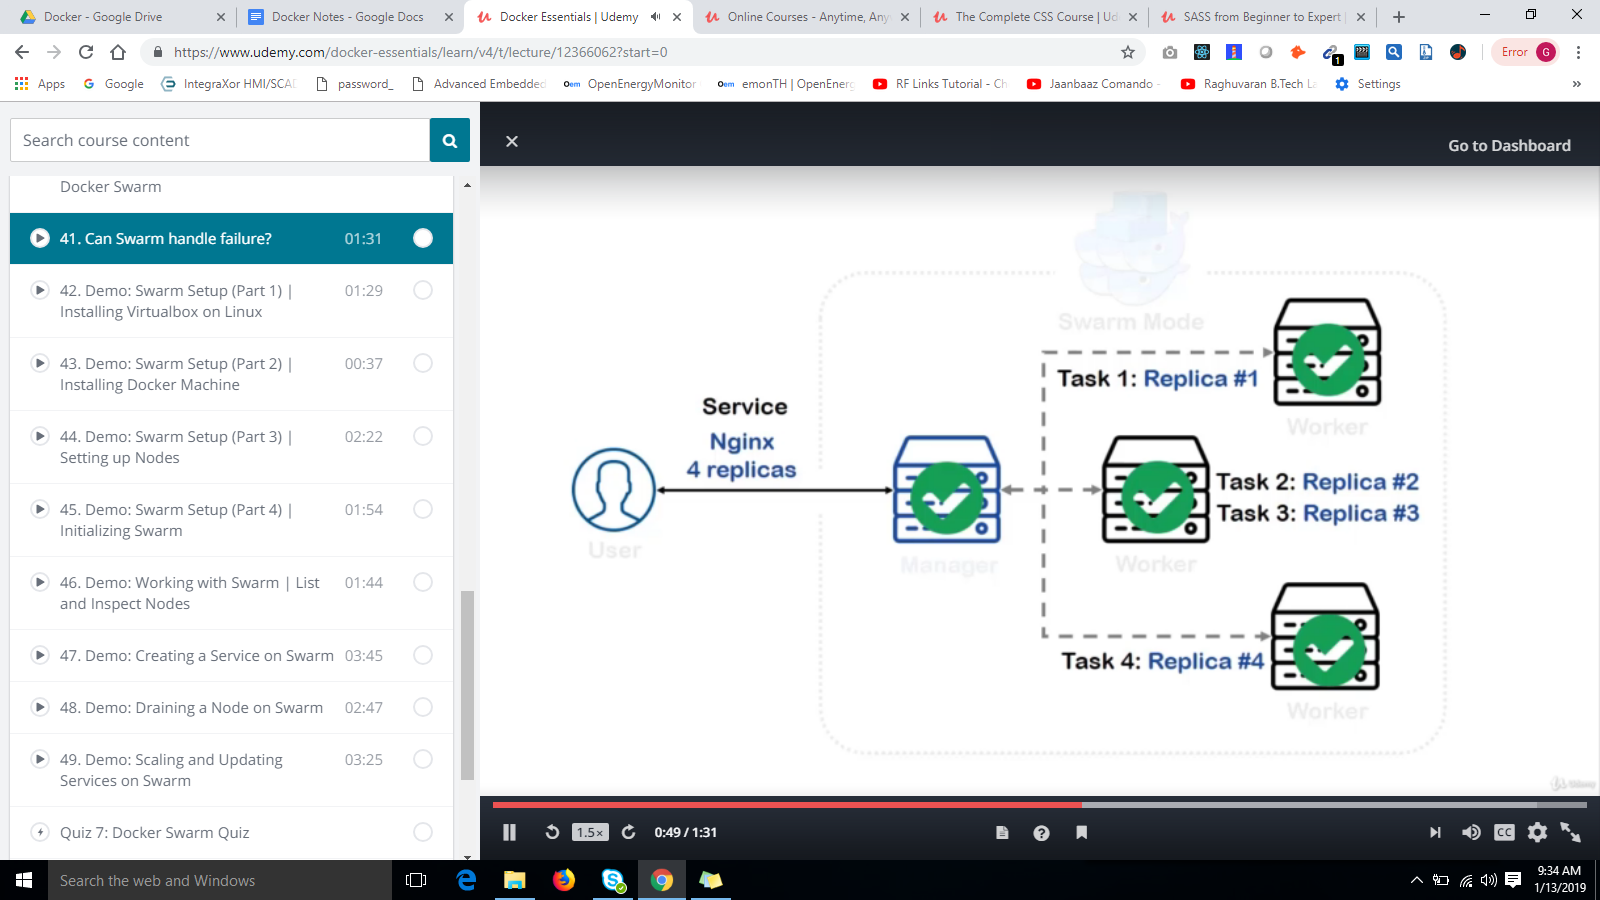 Docker - Google Drive
Docker Notes - Google Docs
Docker Essentials | Udemy
Online Courses - Anytime, Any
The Complete CSS Course | Ud
SASS from Beginner to Expert |
https://www.udemy.com/docker-essentials/learn/v4/t/lecture/12366062?start=0
1
Error
G
Apps
Google
IntegraXor HMI/SCA
password_
Advanced Embedded
OpenEnergyMonitor
emonTH | OpenEnerg
RF Links Tutorial - Ch
Jaanbaaz Comando -
Raghuvaran B.Tech La
Settings
»
Search course content
Go to Dashboard
Docker Swarm
41. Can Swarm handle failure? 01:31
42. Demo: Swarm Setup (Part 1) | 01:29
Installing Virtualbox on Linux
43. Demo: Swarm Setup (Part 2) | 00:37
Installing Docker Machine
44. Demo: Swarm Setup (Part 3) | 02:22
Setting up Nodes
45. Demo: Swarm Setup (Part 4) | 01:54
Initializing Swarm
46. Demo: Working with Swarm | List 01:44
and Inspect Nodes
47. Demo: Creating a Service on Swarm 03:45
48. Demo: Draining a Node on Swarm 02:47
49. Demo: Scaling and Updating 03:25
Services on Swarm
Quiz 7: Docker Swarm Quiz
Swarm Mode
Service
Nginx
4 replicas
User
Manager
Task 1: Replica #1
Worker
Task 2: Replica #2
Task 3: Replica #3
Worker
Task 4: Replica #4
Worker
Udemy
1.5×
0:49 / 1:31
?
CC
Search the web and Windows
9:34 AM
1/13/2019